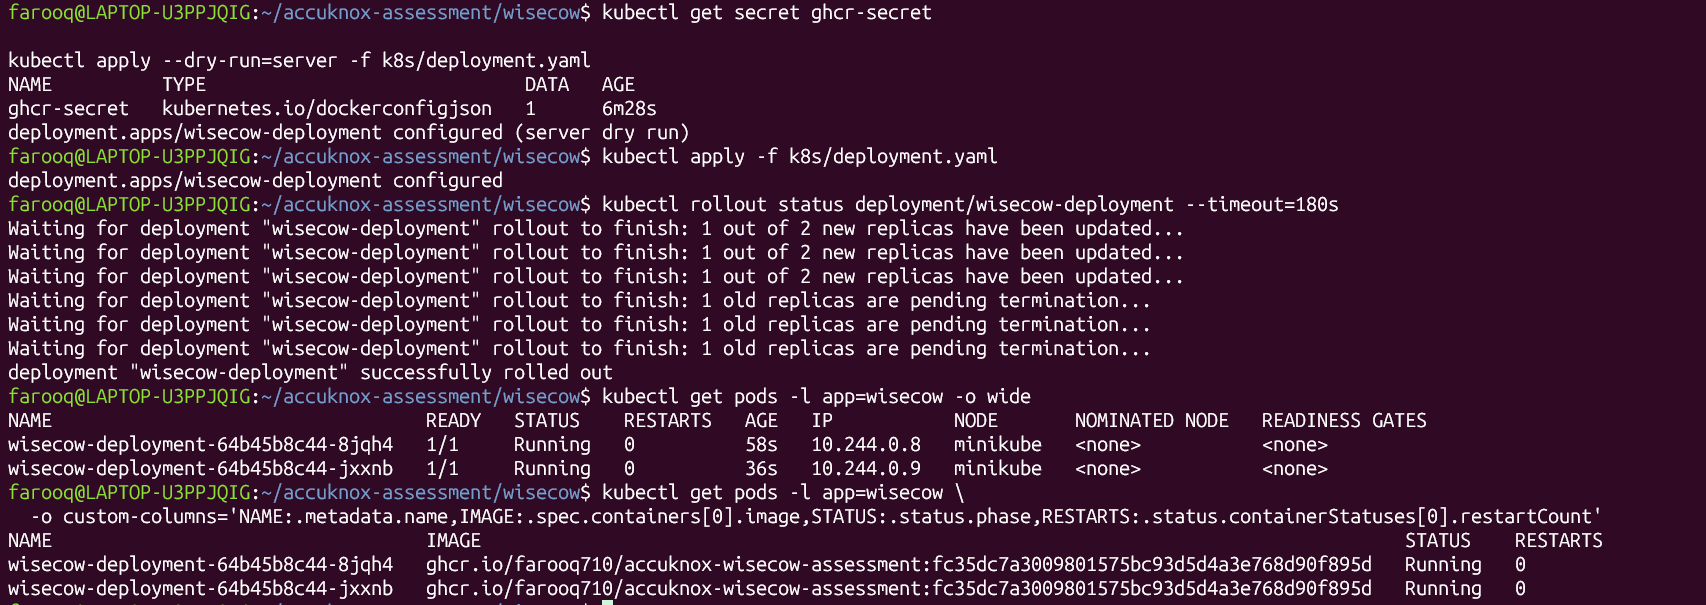 farooq@LAPTOP-U3PPJQIG:~/accuknox-assessment/wisecow$ kubectl get secret ghcr-secret
kubectl apply --dry-run=server -f k8s/deployment.yaml
NAME          TYPE                             DATA   AGE
ghcr-secret   kubernetes.io/dockerconfigjson   1      6m28s
deployment.apps/wisecow-deployment configured (server dry run)
farooq@LAPTOP-U3PPJQIG:~/accuknox-assessment/wisecow$ kubectl apply -f k8s/deployment.yaml
deployment.apps/wisecow-deployment configured
farooq@LAPTOP-U3PPJQIG:~/accuknox-assessment/wisecow$ kubectl rollout status deployment/wisecow-deployment --timeout=180s
Waiting for deployment "wisecow-deployment" rollout to finish: 1 out of 2 new replicas have been updated...
Waiting for deployment "wisecow-deployment" rollout to finish: 1 out of 2 new replicas have been updated...
Waiting for deployment "wisecow-deployment" rollout to finish: 1 out of 2 new replicas have been updated...
Waiting for deployment "wisecow-deployment" rollout to finish: 1 old replicas are pending termination...
Waiting for deployment "wisecow-deployment" rollout to finish: 1 old replicas are pending termination...
Waiting for deployment "wisecow-deployment" rollout to finish: 1 old replicas are pending termination...
deployment "wisecow-deployment" successfully rolled out
farooq@LAPTOP-U3PPJQIG:~/accuknox-assessment/wisecow$ kubectl get pods -l app=wisecow -o wide
NAME                                  READY   STATUS    RESTARTS   AGE   IP           NODE       NOMINATED NODE   READINESS GATES
wisecow-deployment-64b45b8c44-8jqh4   1/1     Running   0          58s   10.244.0.8   minikube   <none>           <none>
wisecow-deployment-64b45b8c44-jxxnb   1/1     Running   0          36s   10.244.0.9   minikube   <none>           <none>
farooq@LAPTOP-U3PPJQIG:~/accuknox-assessment/wisecow$ kubectl get pods -l app=wisecow \
  -o custom-columns='NAME:.metadata.name,IMAGE:.spec.containers[0].image,STATUS:.status.phase,RESTARTS:.status.containerStatuses[0].restartCount'
NAME                                  IMAGE                                                                                    STATUS    RESTARTS
wisecow-deployment-64b45b8c44-8jqh4   ghcr.io/farooq710/accuknox-wisecow-assessment:fc35dc7a3009801575bc93d5d4a3e768d90f895d   Running   0
wisecow-deployment-64b45b8c44-jxxnb   ghcr.io/farooq710/accuknox-wisecow-assessment:fc35dc7a3009801575bc93d5d4a3e768d90f895d   Running   0